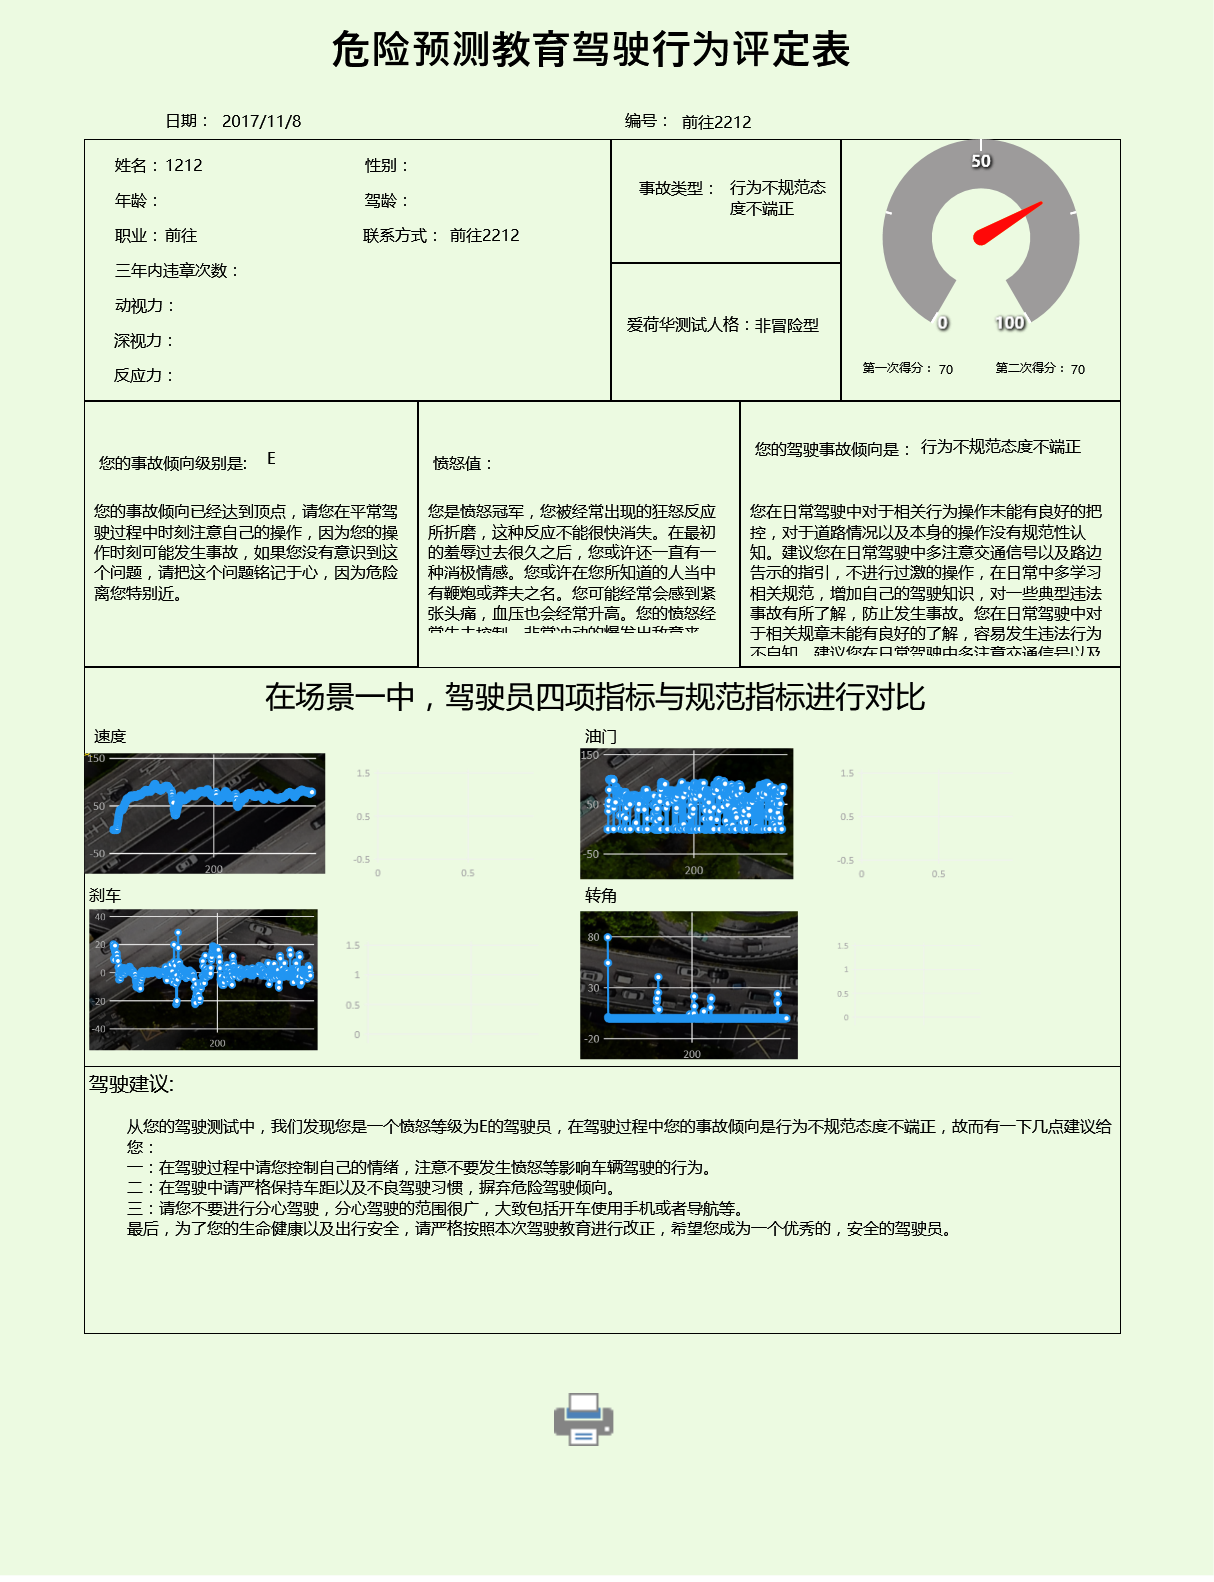 危险预测教育驾驶行为评定表
日期： 2017/11/8
编号： 前往2212
姓名：1212
性别：
年龄：
驾龄：
职业：前往
联系方式： 前往2212
三年内违章次数：
动视力：
深视力：
反应力：
事故类型： 行为不规范态
度不端正
爱荷华测试人格：非冒险型
50
0
100
第一次得分： 70
第二次得分： 70
您的事故倾向级别是: E
您的事故倾向已经达到顶点，请您在平常驾
驶过程中时刻注意自己的操作，因为您的操
作时刻可能发生事故，如果您没有意识到这
个问题，请把这个问题铭记于心，因为危险
离您特别近。
愤怒值：
您是愤怒冠军，您被经常出现的狂怒反应
所折磨，这种反应不能很快消失。在最初
的羞辱过去很久之后，您或许还一直有一
种消极情感。您或许在您所知道的人当中
有鞭炮或莽夫之名。您可能经常会感到紧
张头痛，血压也会经常升高。您的愤怒经
常失去控制，非常冲动的爆发出敌意来，
您的驾驶事故倾向是： 行为不规范态度不端正
您在日常驾驶中对于相关行为操作未能有良好的把
控，对于道路情况以及本身的操作没有规范性认
知。建议您在日常驾驶中多注意交通信号以及路边
告示的指引，不进行过激的操作，在日常中多学习
相关规范，增加自己的驾驶知识，对一些典型违法
事故有所了解，防止发生事故。您在日常驾驶中对
于相关规章未能有良好的了解，容易发生违法行为
不自知，建议您在日常驾驶中多注意交通信号以及
在场景一中，驾驶员四项指标与规范指标进行对比
速度
150
50
-50
200
1.5
0.5
-0.5
0
0.5
油门
150
50
-50
200
1.5
0.5
-0.5
0
0.5
刹车
40
20
0
-20
-40
200
1.5
1
0.5
0
转角
80
30
-20
200
1.5
1
0.5
0
驾驶建议:
从您的驾驶测试中，我们发现您是一个愤怒等级为E的驾驶员，在驾驶过程中您的事故倾向是行为不规范态度不端正，故而有一下几点建议给
您：
一：在驾驶过程中请您控制自己的情绪，注意不要发生愤怒等影响车辆驾驶的行为。
二：在驾驶中请严格保持车距以及不良驾驶习惯，摒弃危险驾驶倾向。
三：请您不要进行分心驾驶，分心驾驶的范围很广，大致包括开车使用手机或者导航等。
最后，为了您的生命健康以及出行安全，请严格按照本次驾驶教育进行改正，希望您成为一个优秀的，安全的驾驶员。